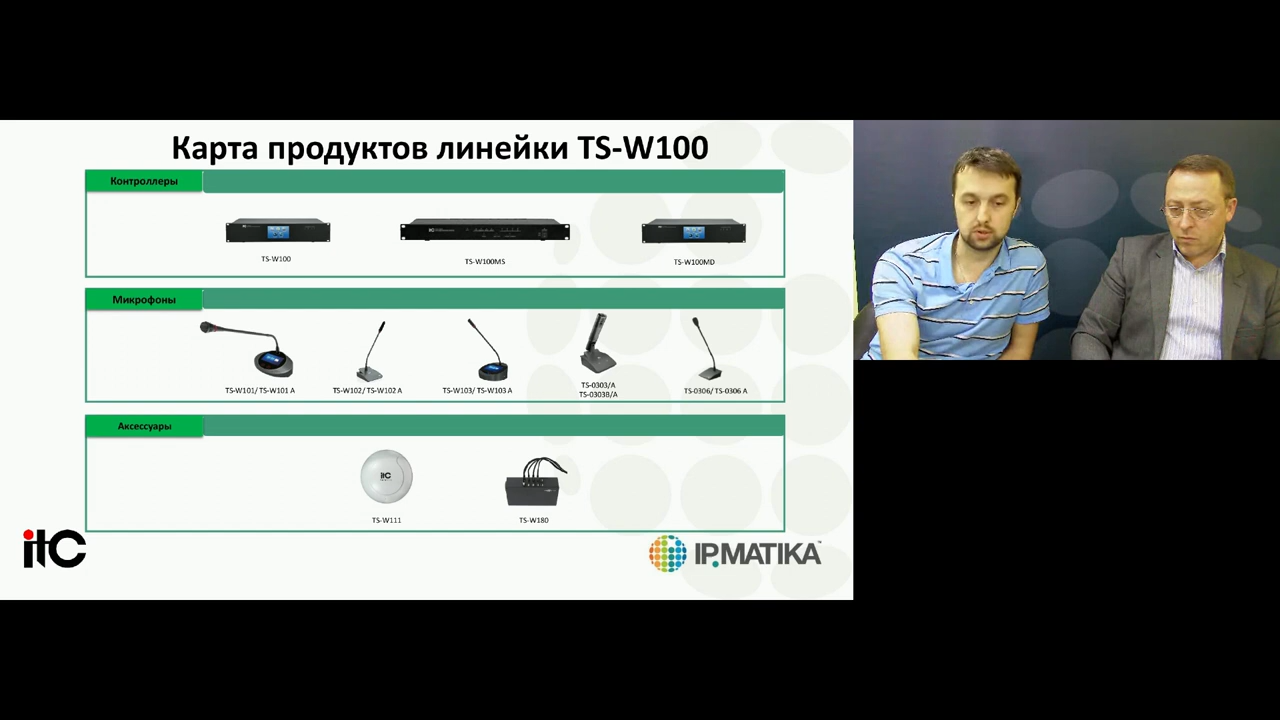 Карта продуктов линейки TS-W100
Контроллеры
TS-W100
TS-W100MS
TS-W100MD
Микрофоны
TS-W101/ TS-W101 A
TS-W102/ TS-W102 A
TS-W103/ TS-W103 A
TS-0303/A
TS-0303B/A
TS-0306/ TS-0306 A
Аксессуары
itC
TS-W111
TS-W180
itC
IP.MATIKA™